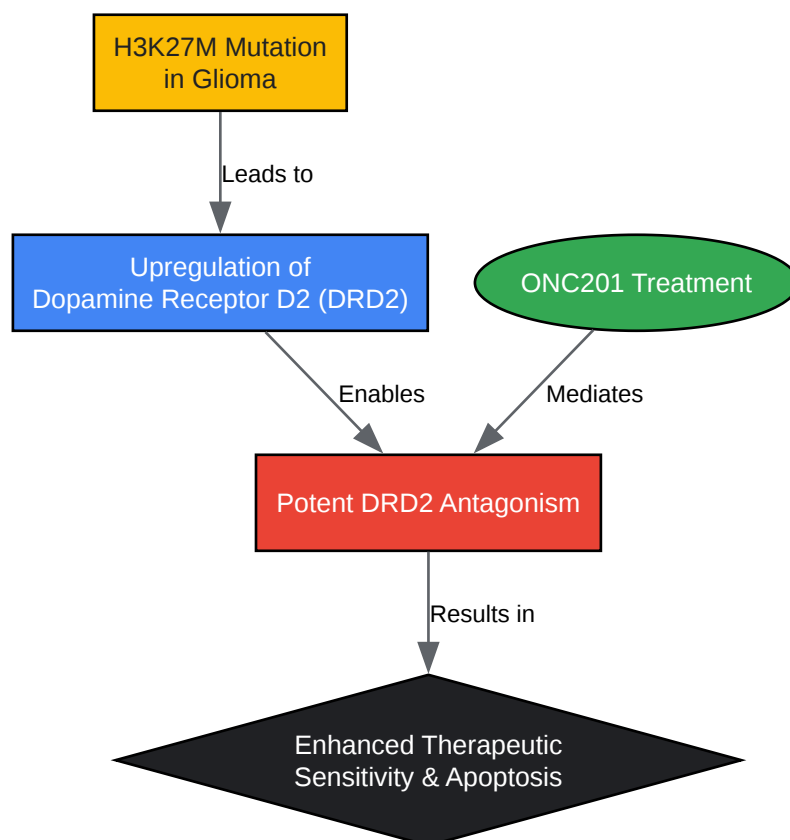 H3K27M Mutation
in Glioma
Leads to
Upregulation of
Dopamine Receptor D2 (DRD2)
ONC201 Treatment
Enables
Mediates
Potent DRD2 Antagonism
Results in
Enhanced Therapeutic
Sensitivity & Apoptosis